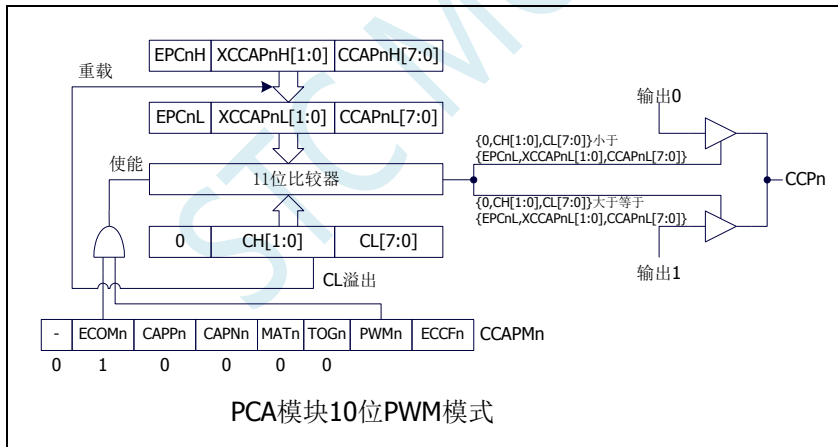 EPCnH XCCAPnH[1:0] CCAPnH[7:0]
重载
EPCnL XCCAPnL[1:0] CCAPnL[7:0]
使能
11位比较器
0 CH[1:0] CL[7:0]
CL溢出
输出0
{0,CH[1:0],CL[7:0]}小于
{EPCnL,XCCAPnL[1:0],CCAPnL[7:0]}
{0,CH[1:0],CL[7:0]}大于等于
{EPCnL,XCCAPnL[1:0],CCAPnL[7:0]}
CCPn
输出1
- ECOMn CAPPn CAPNn MATn TOGn PWMn ECCFn CCAPMn
0 1 0 0 0 0
PCA模块10位PWM模式
STC MC